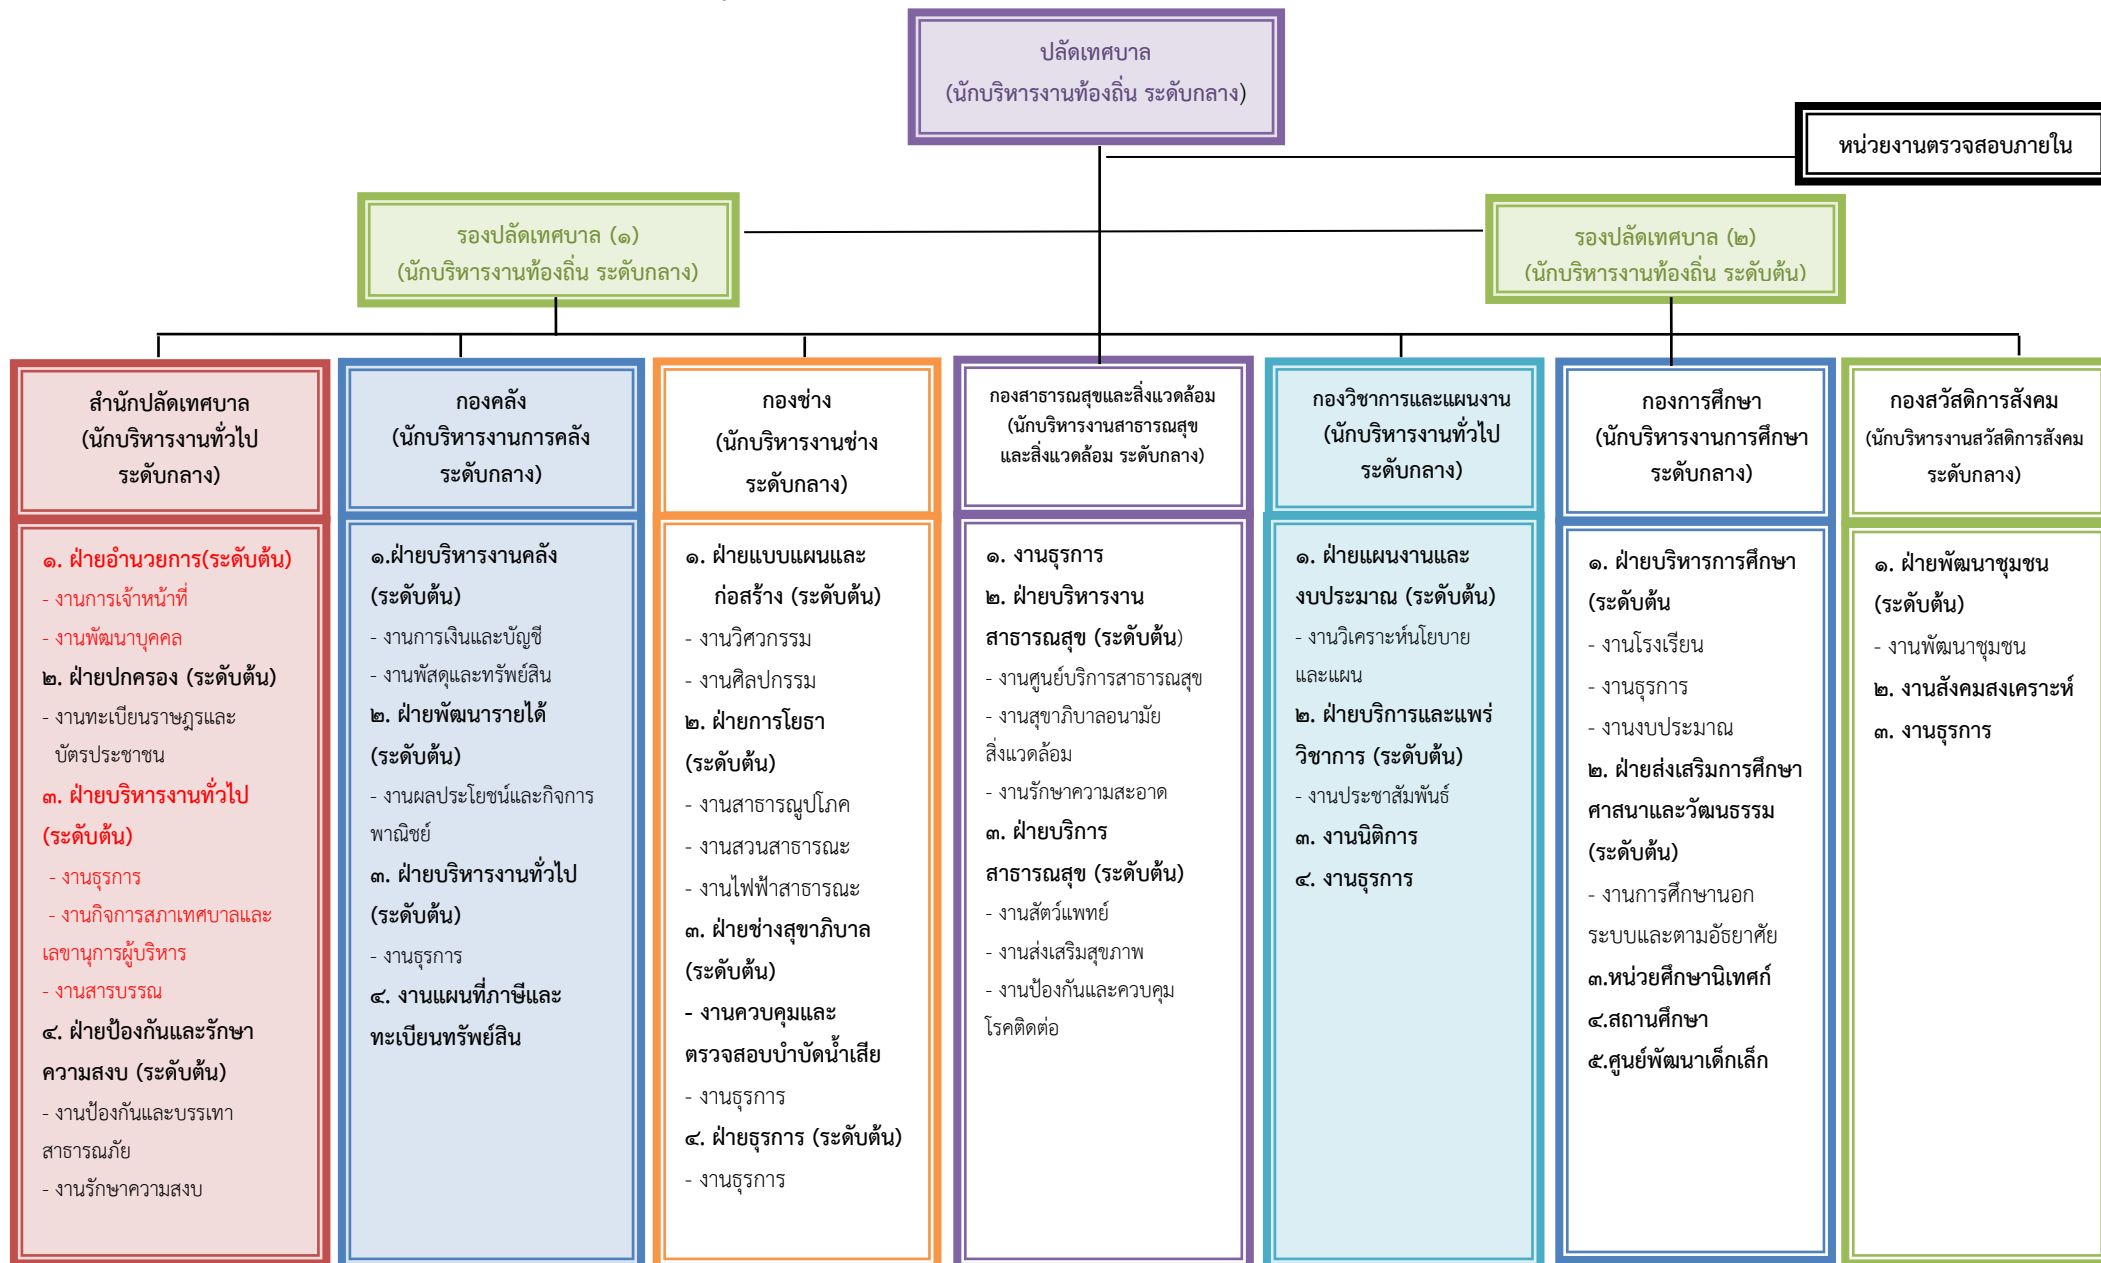 ปลัดเทศบาล
(นักบริหารงานท้องถิ่น ระดับกลาง)
หน่วยงานตรวจสอบภายใน
รองปลัดเทศบาล (๑)
(นักบริหารงานท้องถิ่น ระดับกลาง)
รองปลัดเทศบาล (๒)
(นักบริหารงานท้องถิ่น ระดับต้น)
สำนักปลัดเทศบาล
(นักบริหารงานทั่วไป
ระดับกลาง)
๑. ฝ่ายอำนวยการ(ระดับต้น)
- งานการเจ้าหน้าที่
- งานพัฒนาบุคคล
๒. ฝ่ายปกครอง (ระดับต้น)
- งานทะเบียนราษฎรและ
บัตรประชาชน
๓. ฝ่ายบริหารงานทั่วไป
(ระดับต้น)
- งานธุรการ
- งานกิจการสภาเทศบาลและ
เลขานุการผู้บริหาร
- งานสารบรรณ
๔. ฝ่ายป้องกันและรักษา
ความสงบ (ระดับต้น)
- งานป้องกันและบรรเทา
สาธารณภัย
- งานรักษาความสงบ
กองคลัง
(นักบริหารงานการคลัง
ระดับกลาง)
๑.ฝ่ายบริหารงานคลัง
(ระดับต้น)
- งานการเงินและบัญชี
- งานพัสดุและทรัพย์สิน
๒. ฝ่ายพัฒนารายได้
(ระดับต้น)
- งานผลประโยชน์และกิจการ
พาณิชย์
๓. ฝ่ายบริหารงานทั่วไป
(ระดับต้น)
- งานธุรการ
๔. งานแผนที่ภาษีและ
ทะเบียนทรัพย์สิน
กองช่าง
(นักบริหารงานช่าง
ระดับกลาง)
๑. ฝ่ายแบบแผนและ
ก่อสร้าง (ระดับต้น)
- งานวิศวกรรม
- งานศิลปกรรม
๒. ฝ่ายการโยธา
(ระดับต้น)
- งานสาธารณูปโภค
- งานสวนสาธารณะ
- งานไฟฟ้าสาธารณะ
๓. ฝ่ายช่างสุขาภิบาล
(ระดับต้น)
- งานควบคุมและ
ตรวจสอบบำบัดน้ำเสีย
- งานธุรการ
๔. ฝ่ายธุรการ (ระดับต้น)
- งานธุรการ
กองสาธารณสุขและสิ่งแวดล้อม
(นักบริหารงานสาธารณสุข
และสิ่งแวดล้อม ระดับกลาง)
๑. งานธุรการ
๒. ฝ่ายบริหารงาน
สาธารณสุข (ระดับต้น)
- งานศูนย์บริการสาธารณสุข
- งานสุขาภิบาลอนามัย
สิ่งแวดล้อม
- งานรักษาความสะอาด
๓. ฝ่ายบริการ
สาธารณสุข (ระดับต้น)
- งานสัตว์แพทย์
- งานส่งเสริมสุขภาพ
- งานป้องกันและควบคุม
โรคติดต่อ
กองวิชาการและแผนงาน
(นักบริหารงานทั่วไป
ระดับกลาง)
๑. ฝ่ายแผนงานและ
งบประมาณ (ระดับต้น)
- งานวิเคราะห์นโยบาย
และแผน
๒. ฝ่ายบริการและแพร่
วิชาการ (ระดับต้น)
- งานประชาสัมพันธ์
๓. งานนิติการ
๔. งานธุรการ
กองการศึกษา
(นักบริหารงานการศึกษา
ระดับกลาง)
๑. ฝ่ายบริหารการศึกษา
(ระดับต้น
- งานโรงเรียน
- งานธุรการ
- งานงบประมาณ
๒. ฝ่ายส่งเสริมการศึกษา
ศาสนาและวัฒนธรรม
(ระดับต้น)
- งานการศึกษานอก
ระบบและตามอัธยาศัย
๓.หน่วยศึกษานิเทศก์
๔.สถานศึกษา
๕.ศูนย์พัฒนาเด็กเล็ก
กองสวัสดิการสังคม
(นักบริหารงานสวัสดิการสังคม
ระดับกลาง)
๑. ฝ่ายพัฒนาชุมชน
(ระดับต้น)
- งานพัฒนาชุมชน
๒. งานสังคมสงเคราะห์
๓. งานธุรการ